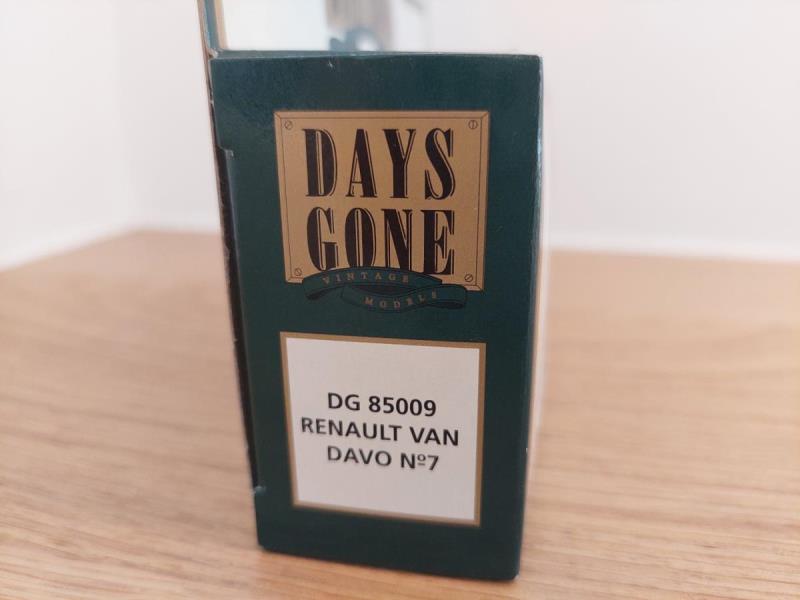 DAYS
GONE
VINTAGE
MODELS
DG 85009
RENAULT VAN
DAVO Nº7